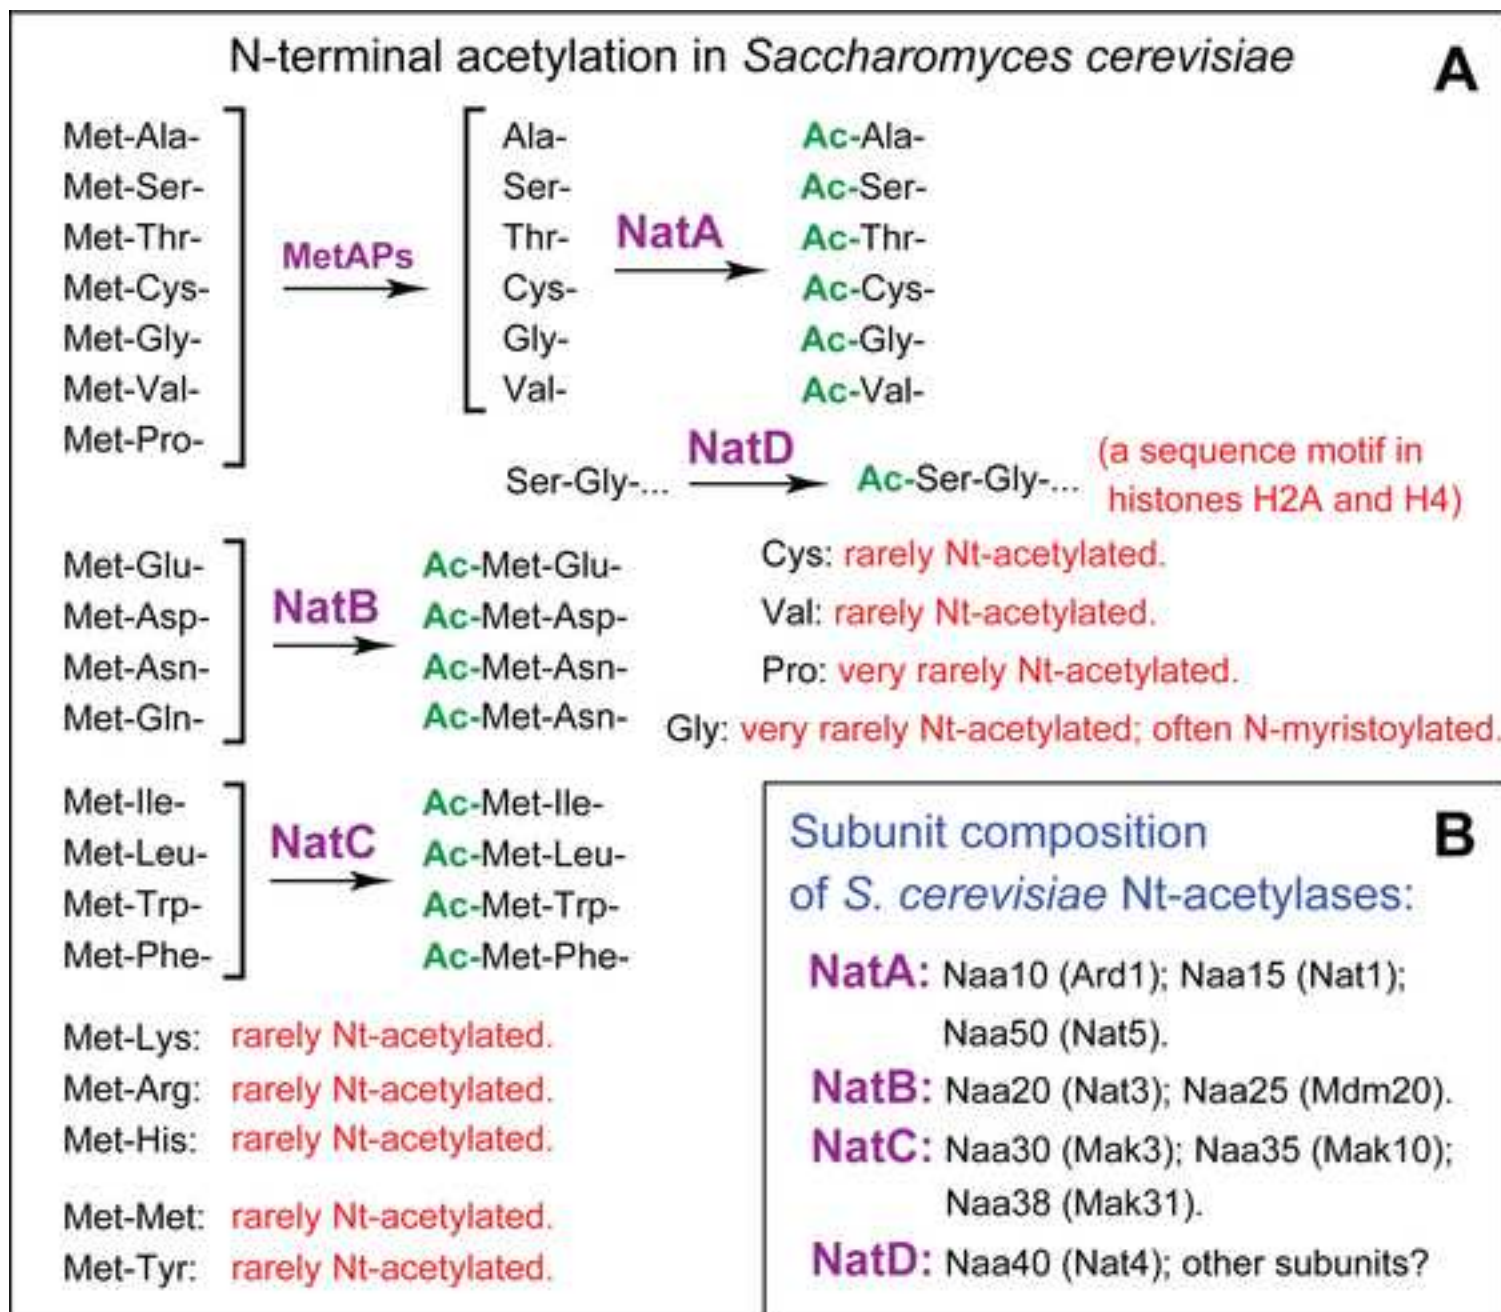 N-terminal acetylation in Saccharomyces cerevisiae
A
Met-Ala-
Met-Ser-
Met-Thr-
Met-Cys-
Met-Gly-
Met-Val-
Met-Pro-
MetAPs
Ala-
Ser-
Thr-
Cys-
Gly-
Val-
NatA
Ac-Ala-
Ac-Ser-
Ac-Thr-
Ac-Cys-
Ac-Gly-
Ac-Val-
Ser-Gly-...
NatD
Ac-Ser-Gly-...
(a sequence motif in
histones H2A and H4)
Met-Glu-
Met-Asp-
Met-Asn-
Met-Gln-
NatB
Ac-Met-Glu-
Ac-Met-Asp-
Ac-Met-Asn-
Ac-Met-Asn-
Cys: rarely Nt-acetylated.
Val: rarely Nt-acetylated.
Pro: very rarely Nt-acetylated.
Gly: very rarely Nt-acetylated; often N-myristoylated.
Met-Ile-
Met-Leu-
Met-Trp-
Met-Phe-
NatC
Ac-Met-Ile-
Ac-Met-Leu-
Ac-Met-Trp-
Ac-Met-Phe-
Met-Lys: rarely Nt-acetylated.
Met-Arg: rarely Nt-acetylated.
Met-His: rarely Nt-acetylated.
Met-Met: rarely Nt-acetylated.
Met-Tyr: rarely Nt-acetylated.
B
Subunit composition
of S. cerevisiae Nt-acetylases:
NatA: Naa10 (Ard1); Naa15 (Nat1);
Naa50 (Nat5).
NatB: Naa20 (Nat3); Naa25 (Mdm20).
NatC: Naa30 (Mak3); Naa35 (Mak10);
Naa38 (Mak31).
NatD: Naa40 (Nat4); other subunits?